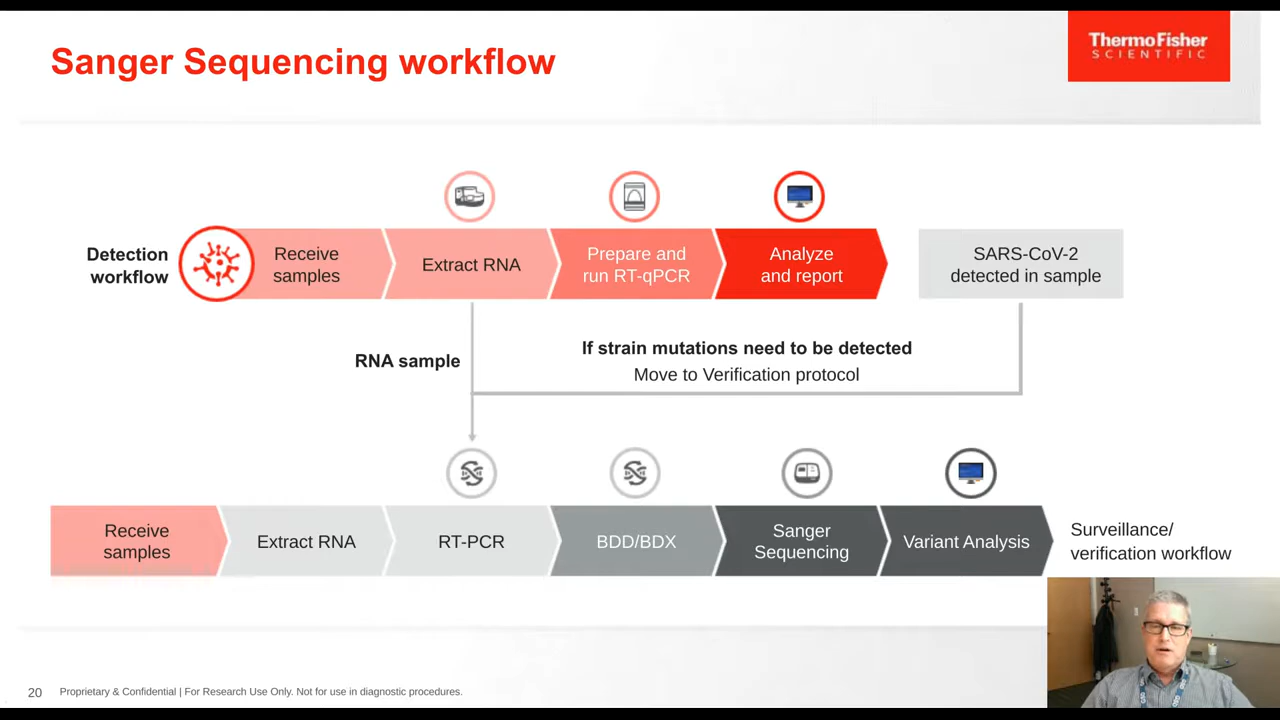 Sanger Sequencing workflow
ThermoFisher
SCIENTIFIC
Detection
workflow
Receive
samples
Extract RNA
Prepare and
run RT-qPCR
Analyze
and report
SARS-CoV-2
detected in sample
RNA sample
If strain mutations need to be detected
Move to Verification protocol
Receive
samples
Extract RNA
RT-PCR
BDD/BDX
Sanger
Sequencing
Variant Analysis
Surveillance/
verification workflow
20
Proprietary & Confidential | For Research Use Only. Not for use in diagnostic procedures.